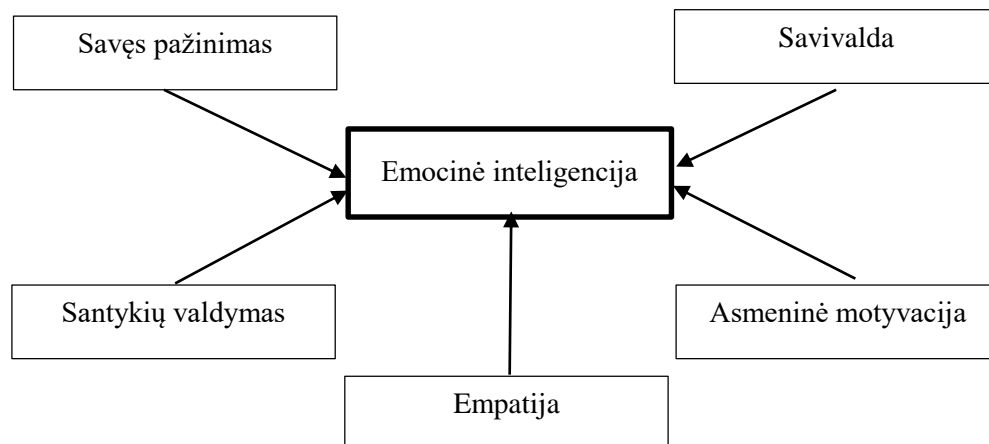 Savęs pažinimas
Savivalda
Emocinė inteligencija
Santykių valdymas
Asmeninė motyvacija
Empatija